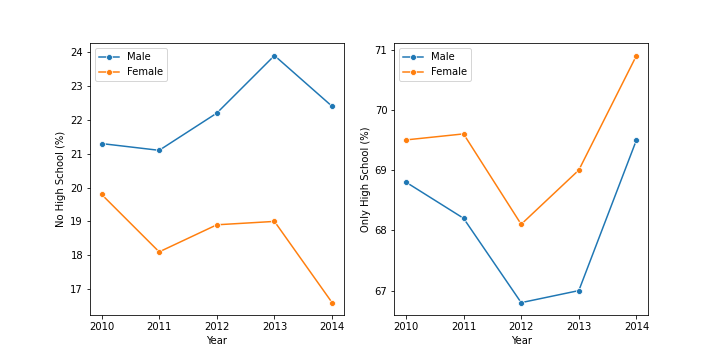 No High School (%)
24
23
22
21
20
19
18
17
Male
Female
2010 2011 2012 2013 2014
Year
Only High School (%)
71
70
69
68
67
Male
Female
2010 2011 2012 2013 2014
Year